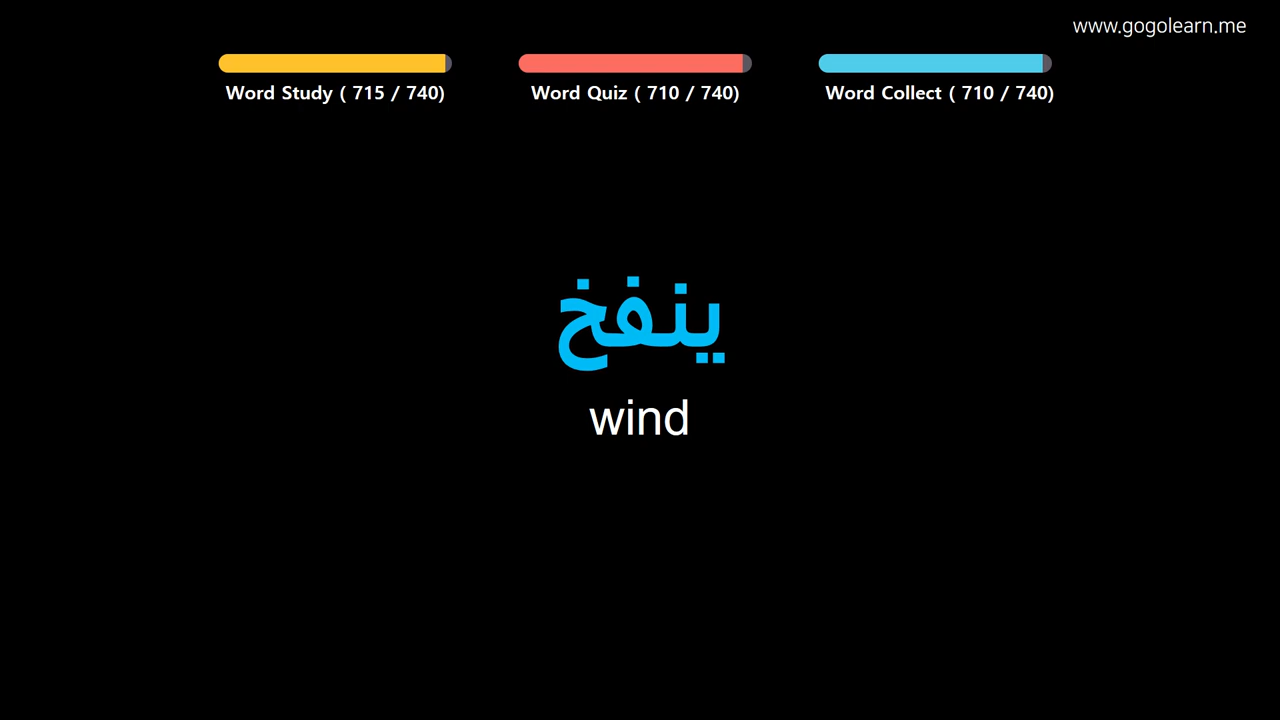 www.gogolearn.me
Word Study ( 715 / 740)
Word Quiz ( 710 / 740)
Word Collect ( 710 / 740)
ينفخ
wind